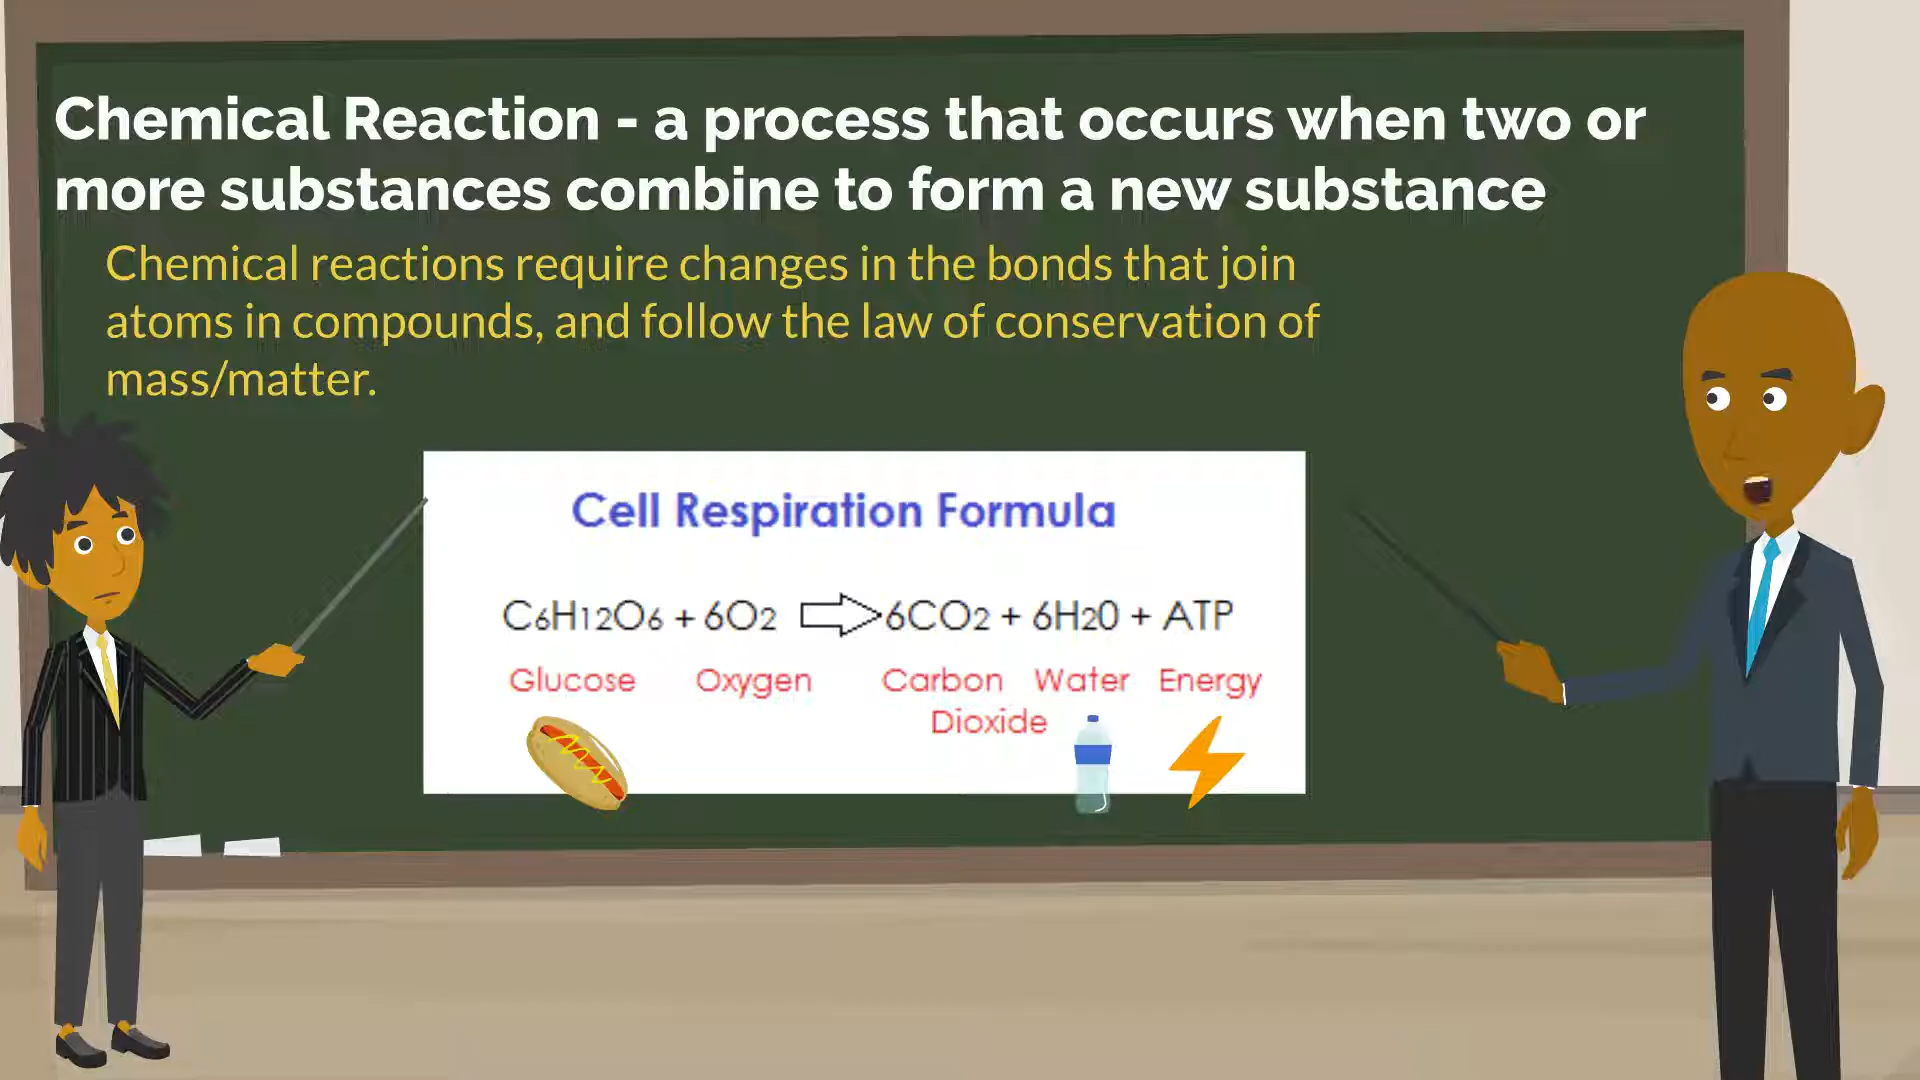 Chemical Reaction - a process that occurs when two or
more substances combine to form a new substance
Chemical reactions require changes in the bonds that join
atoms in compounds, and follow the law of conservation of
mass/matter.
Cell Respiration Formula
C6H12O6 + 6O2 6CO2 + 6H20 + ATP
Glucose Oxygen Carbon Water Energy
Dioxide